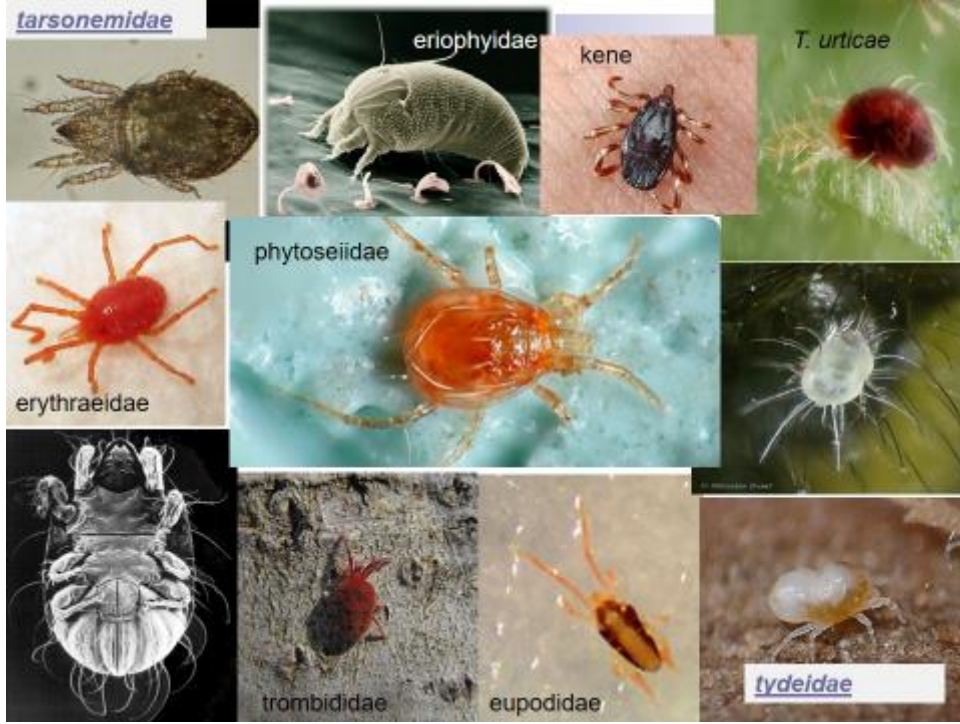 tarsonemidae
eriophyidae
kene
T. urticae
phytoseiidae
erythraeidae
trombididae
eupodidae
tydeidae